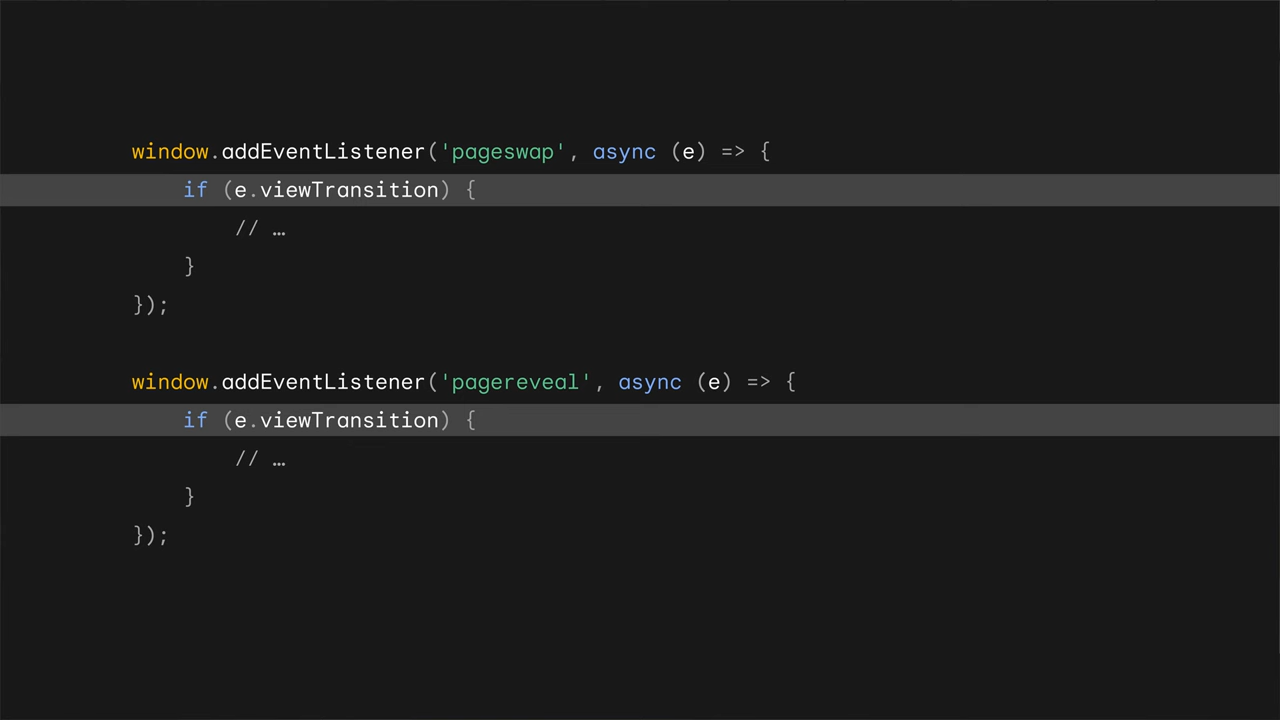 window.addEventListener('pageswap', async (e) => {
    if (e.viewTransition) {
        // …
    }
});

window.addEventListener('pagereveal', async (e) => {
    if (e.viewTransition) {
        // …
    }
});